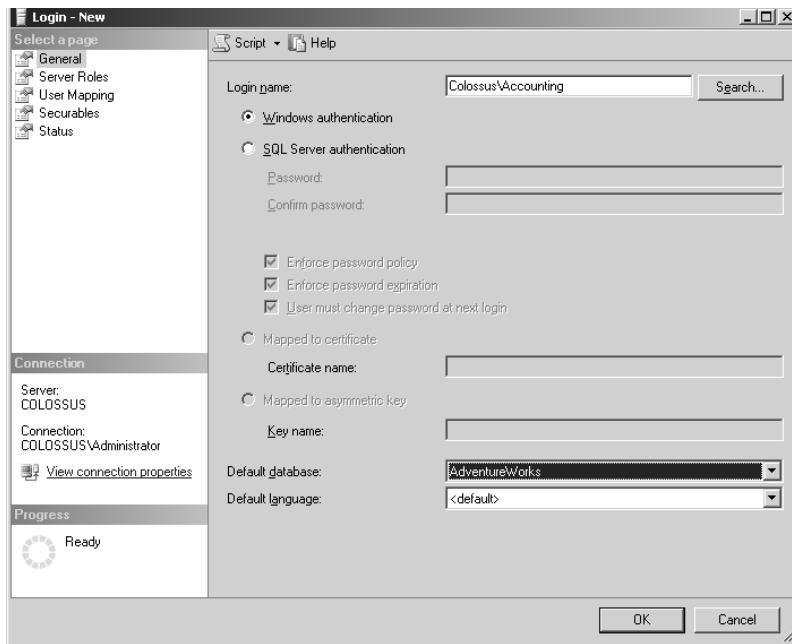 Login - New
Select a page
General
Server Roles
User Mapping
Securables
Status
Script Help
Login name: Colossus\Accounting Search...
Windows authentication
SQL Server authentication
Password:
Confirm password:
Enforce password policy
Enforce password expiration
User must change password at next login
Mapped to certificate
Certificate name:
Mapped to asymmetric key
Key name:
Default database: AdventureWorks
Default language: <default>
Connection
Server:
COLOSSUS
Connection:
COLOSSUS\Administrator
View connection properties
Progress
Ready
OK Cancel